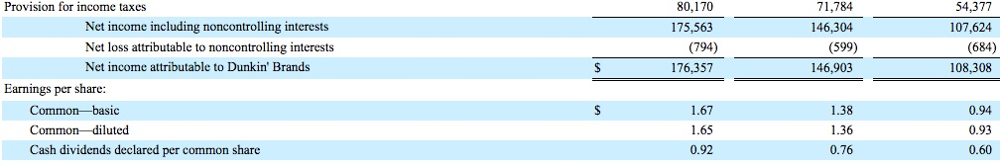 Provision for income taxes 80,170 71,784 54,377
Net income including noncontrolling interests 175,563 146,304 107,624
Net loss attributable to noncontrolling interests (794) (599) (684)
Net income attributable to Dunkin' Brands $ 176,357 146,903 108,308
Earnings per share:
Common—basic $ 1.67 1.38 0.94
Common—diluted 1.65 1.36 0.93
Cash dividends declared per common share 0.92 0.76 0.60